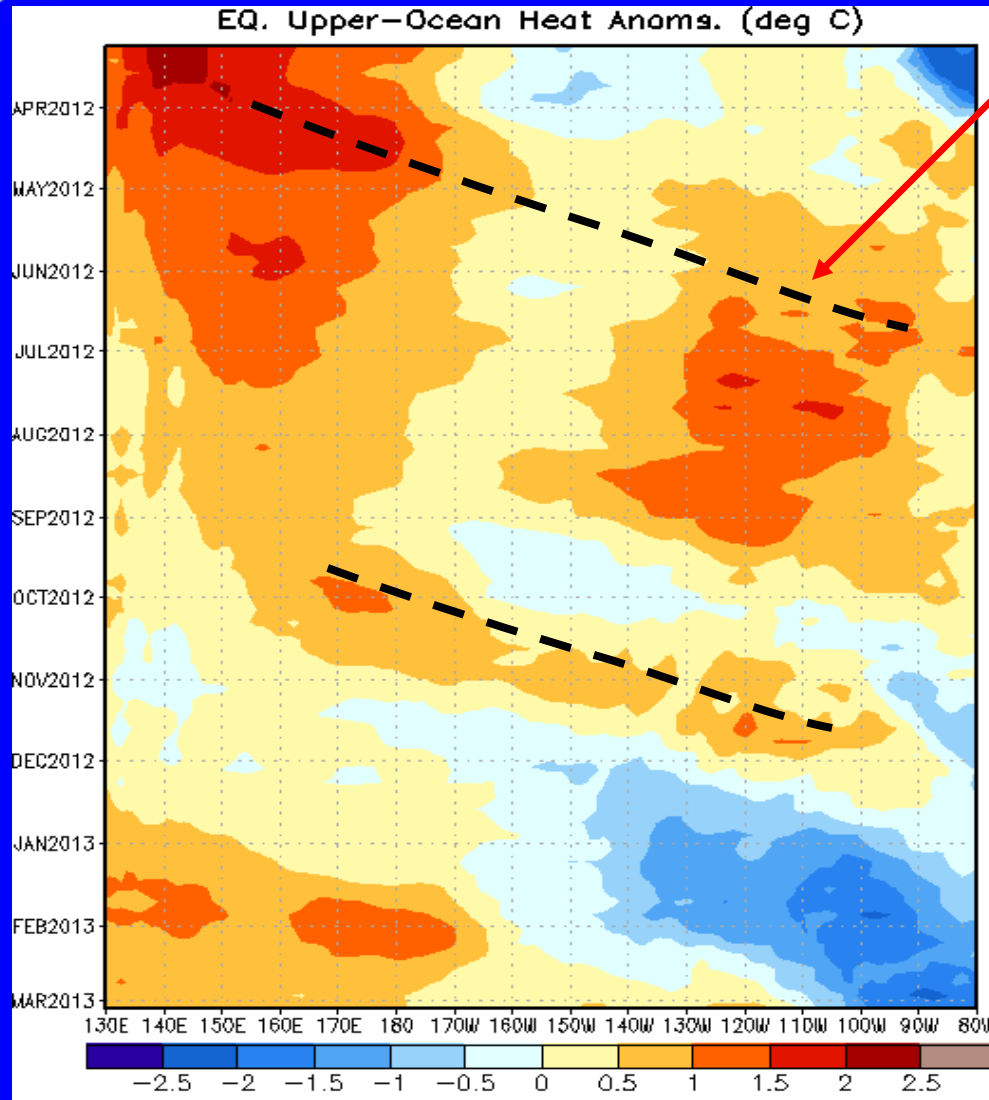 EQ. Upper-Ocean Heat Anoms. (deg C)
APR2012
MAY2012
JUN2012
JUL2012
AUG2012
SEP2012
OCT2012
NOV2012
DEC2012
JAN2013
FEB2013
MAR2013
130E 140E 150E 160E 170E 180 170W 160W 150W 140W 130W 120W 110W 100W 90W 80W
-2.5 -2 -1.5 -1 -0.5 0 0.5 1 1.5 2 2.5